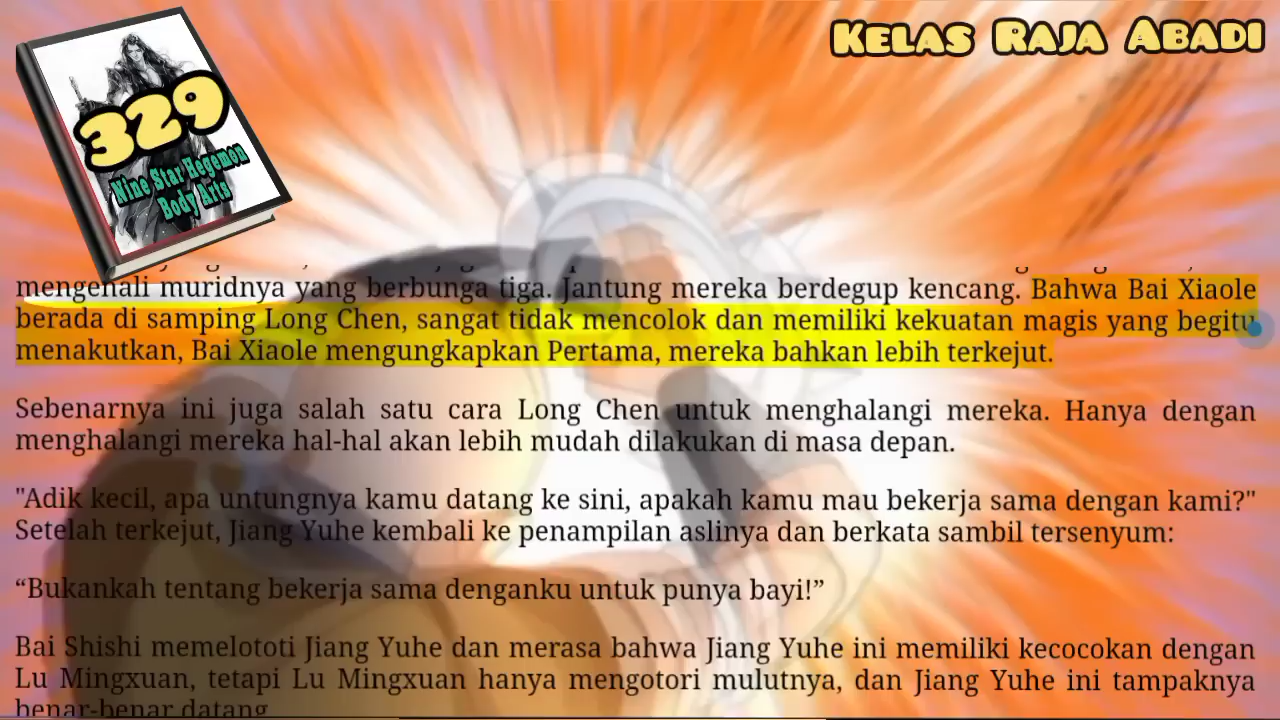 Kelas Raja Abadi
329
Nine Star Hegemon
Body Arts
mengenali muridnya yang berbunga tiga. Jantung mereka berdegup kencang. Bahwa Bai Xiaole
berada di samping Long Chen, sangat tidak mencolok dan memiliki kekuatan magis yang begitu
menakutkan, Bai Xiaole mengungkapkan Pertama, mereka bahkan lebih terkejut.
Sebenarnya ini juga salah satu cara Long Chen untuk menghalangi mereka. Hanya dengan
menghalangi mereka hal-hal akan lebih mudah dilakukan di masa depan.
"Adik kecil, apa untungnya kamu datang ke sini, apakah kamu mau bekerja sama dengan kami?"
Setelah terkejut, Jiang Yuhe kembali ke penampilan aslinya dan berkata sambil tersenyum:
“Bukankah tentang bekerja sama denganku untuk punya bayi!”
Bai Shishi memelototi Jiang Yuhe dan merasa bahwa Jiang Yuhe ini memiliki kecocokan dengan
Lu Mingxuan, tetapi Lu Mingxuan hanya mengotori mulutnya, dan Jiang Yuhe ini tampaknya
benar-benar datang